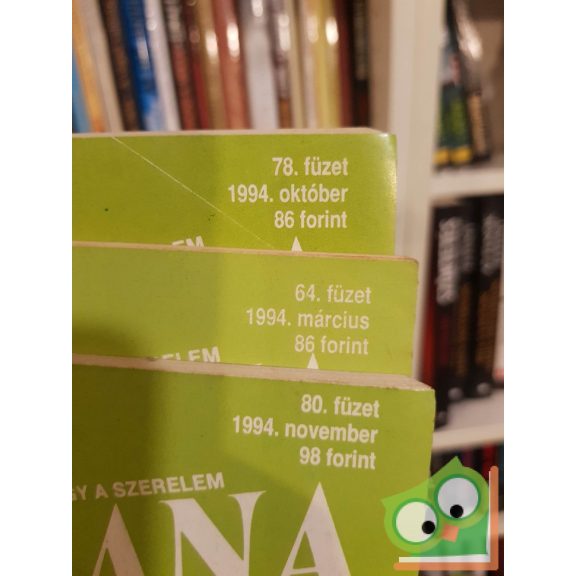 78. füzet
1994. október
86 forint
64. füzet
1994. március
86 forint
80. füzet
1994. november
98 forint
A SZERELEM
ANA